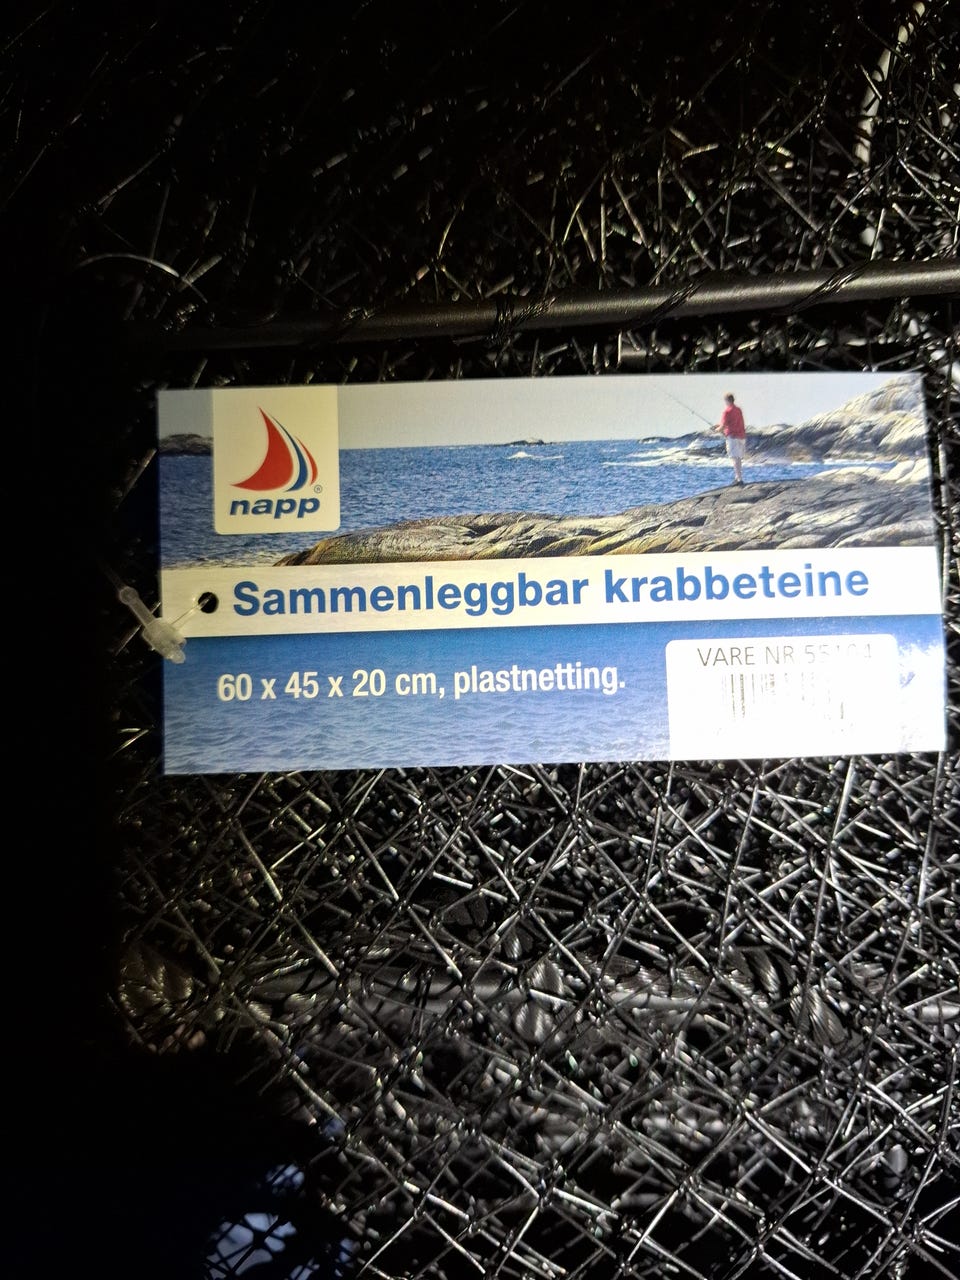 napp®
Sammenleggbar krabbeteine
60 x 45 x 20 cm, plastnetting.
VARE NR